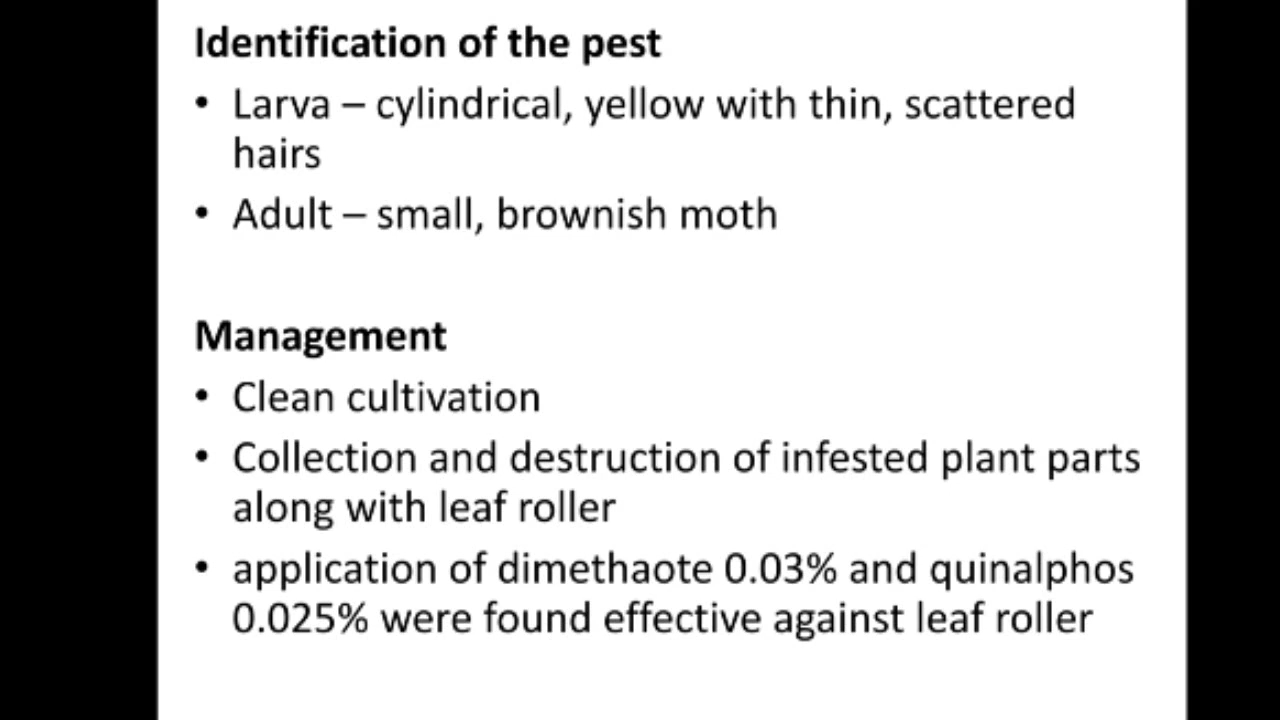 Identification of the pest
• Larva – cylindrical, yellow with thin, scattered
hairs
• Adult – small, brownish moth
Management
• Clean cultivation
• Collection and destruction of infested plant parts
along with leaf roller
• application of dimethaote 0.03% and quinalphos
0.025% were found effective against leaf roller